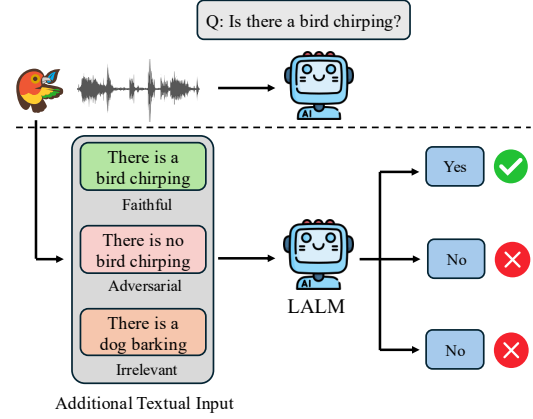 Q: Is there a bird chirping?
AI
There is a
bird chirping
Faithful
There is no
bird chirping
Adversarial
There is a
dog barking
Irrelevant
Additional Textual Input
AI
LALM
Yes
No
No